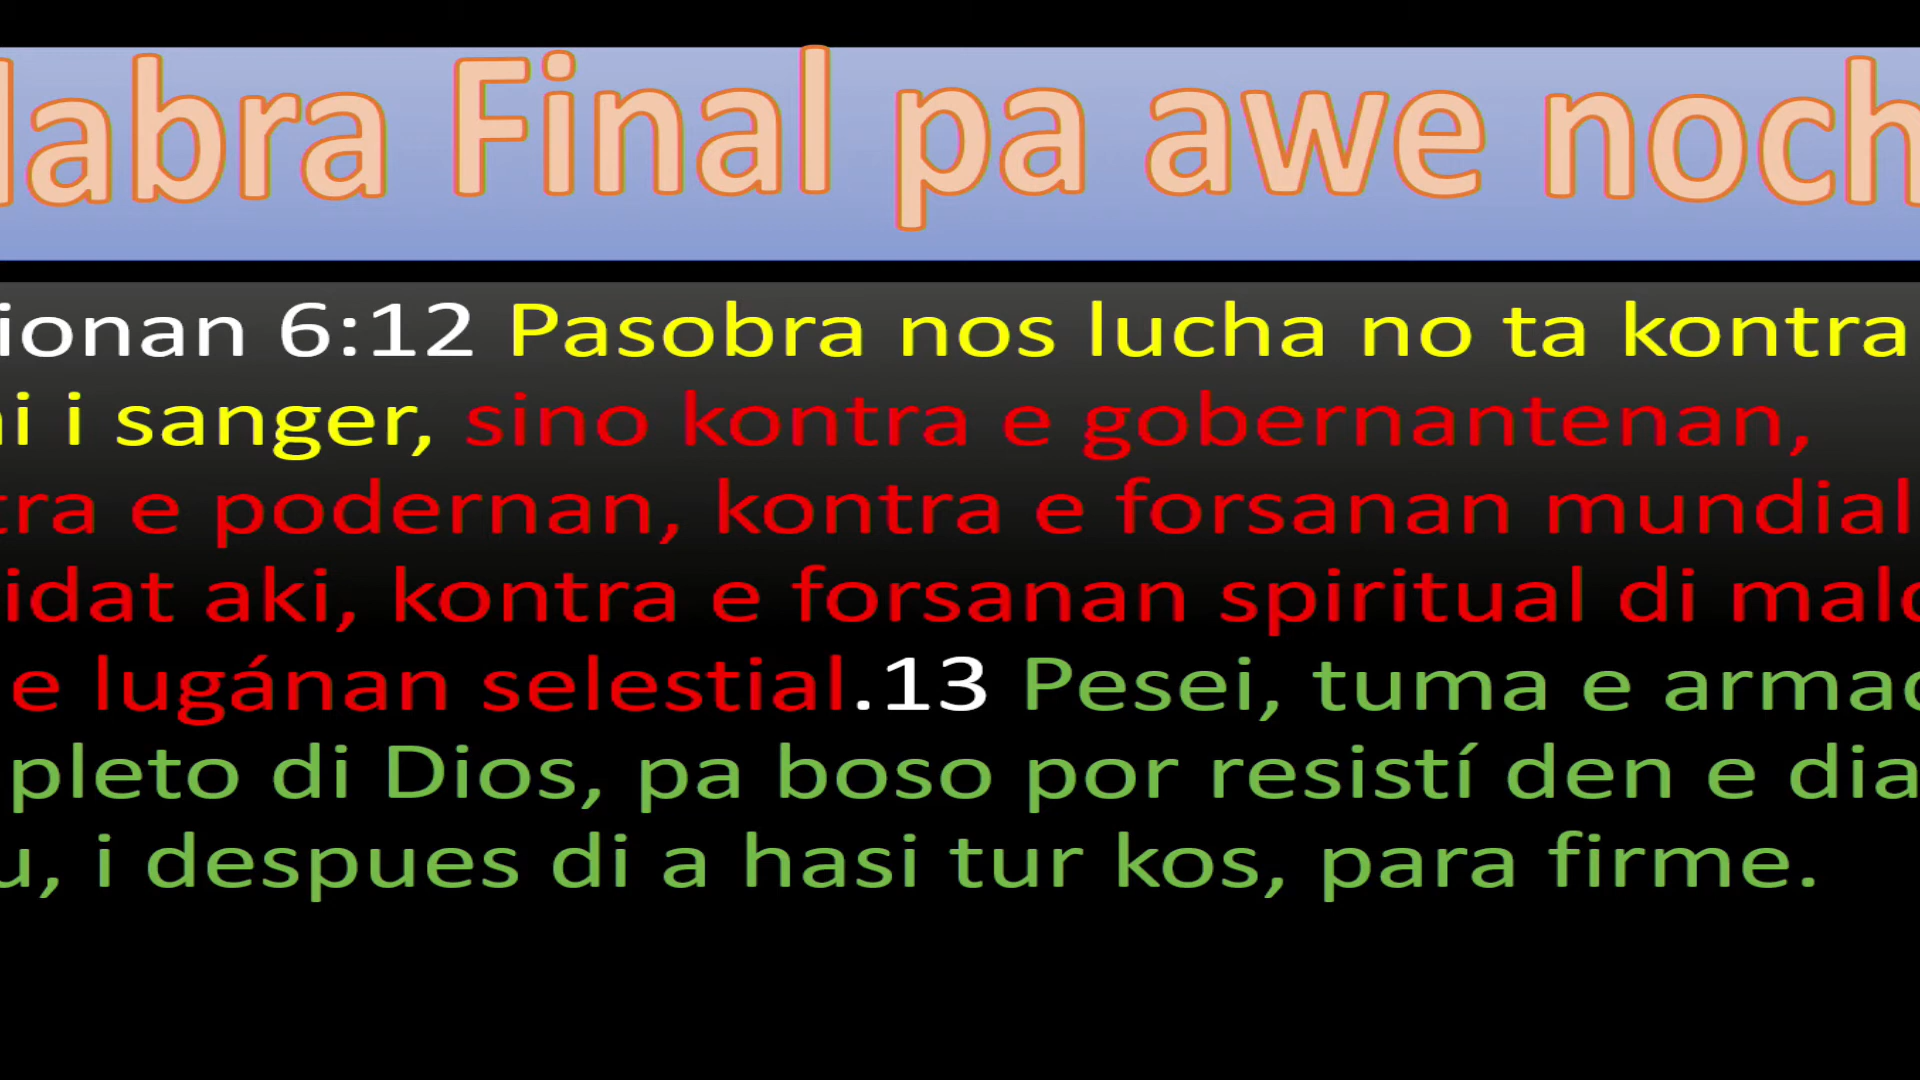 labra Final pa awe noch
ionan 6:12 Pasobra nos lucha no ta kontra
i i sanger, sino kontra e gobernantenan,
tra e podernan, kontra e forsanan mundial
idat aki, kontra e forsanan spiritual di mal
e lugánan selestial.13 Pesei, tuma e arma
pleto di Dios, pa boso por resistí den e dia
u, i despues di a hasi tur kos, para firme.